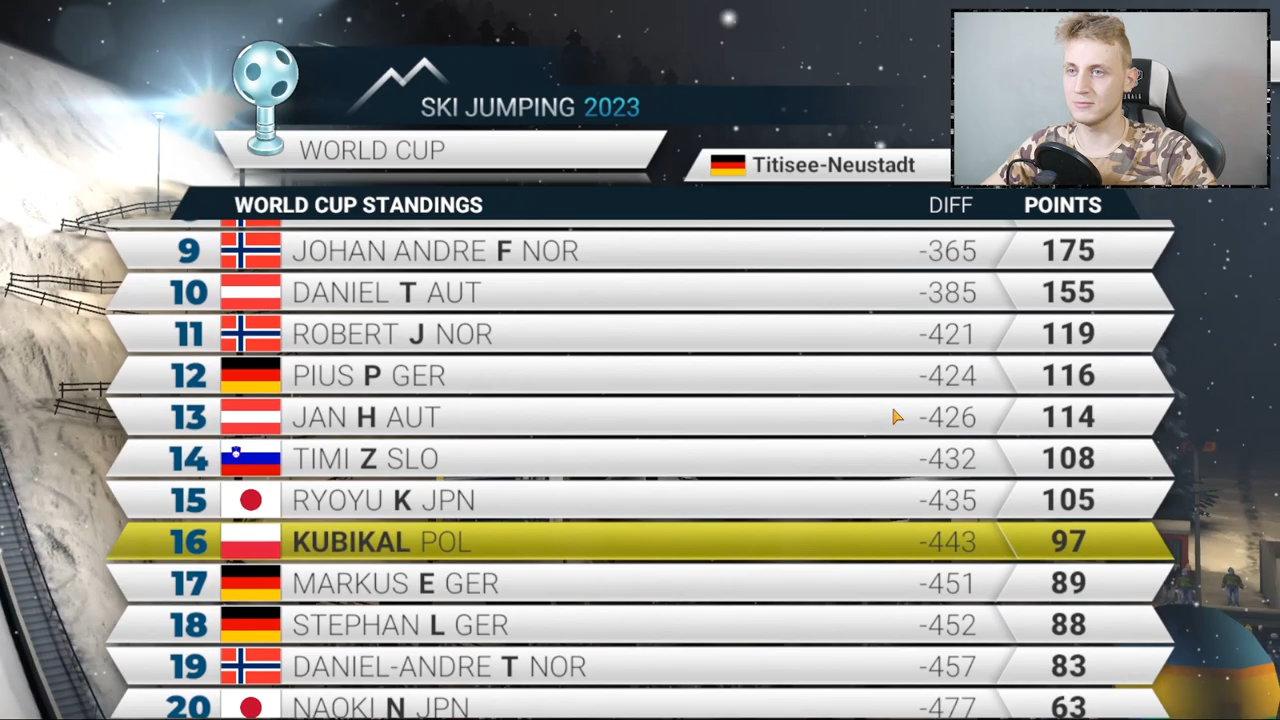 SKI JUMPING 2023
WORLD CUP
Titisee-Neustadt
WORLD CUP STANDINGS DIFF POINTS
9 JOHAN ANDRE F NOR -365 175
10 DANIEL T AUT -385 155
11 ROBERT J NOR -421 119
12 PIUS P GER -424 116
13 JAN H AUT -426 114
14 TIMI Z SLO -432 108
15 RYOYU K JPN -435 105
16 KUBIKAL POL -443 97
17 MARKUS E GER -451 89
18 STEPHAN L GER -452 88
19 DANIEL-ANDRE T NOR -457 83
20 NAOKI N JPN -477 63